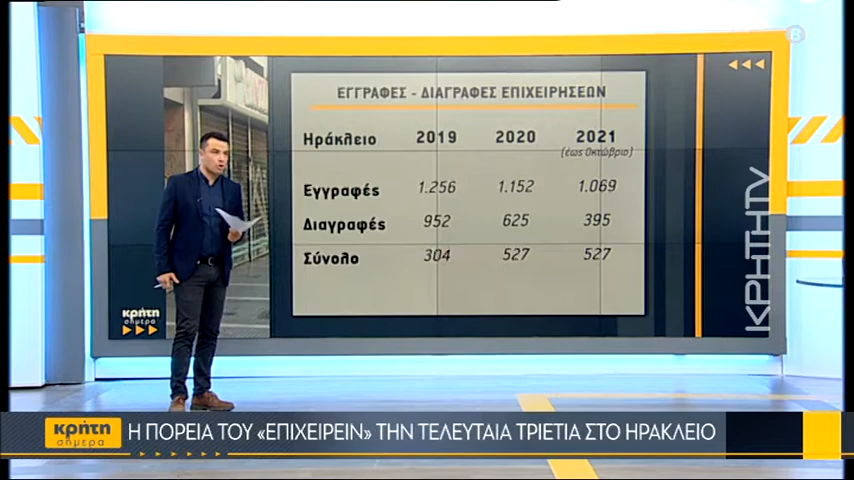 ΕΓΓΡΑΦΕΣ - ΔΙΑΓΡΑΦΕΣ ΕΠΙΧΕΙΡΗΣΕΩΝ
Ηράκλειο 2019 2020 2021
(έως Οκτώβριο)
Εγγραφές 1.256 1.152 1.069
Διαγραφές 952 625 395
Σύνολο 304 527 527
ΚΡΗΤΗTV
κρήτη
σήμερα
κρήτη
σήμερα
Η ΠΟΡΕΙΑ ΤΟΥ «ΕΠΙΧΕΙΡΕΙΝ» ΤΗΝ ΤΕΛΕΥΤΑΙΑ ΤΡΙΕΤΙΑ ΣΤΟ ΗΡΑΚΛΕΙΟ